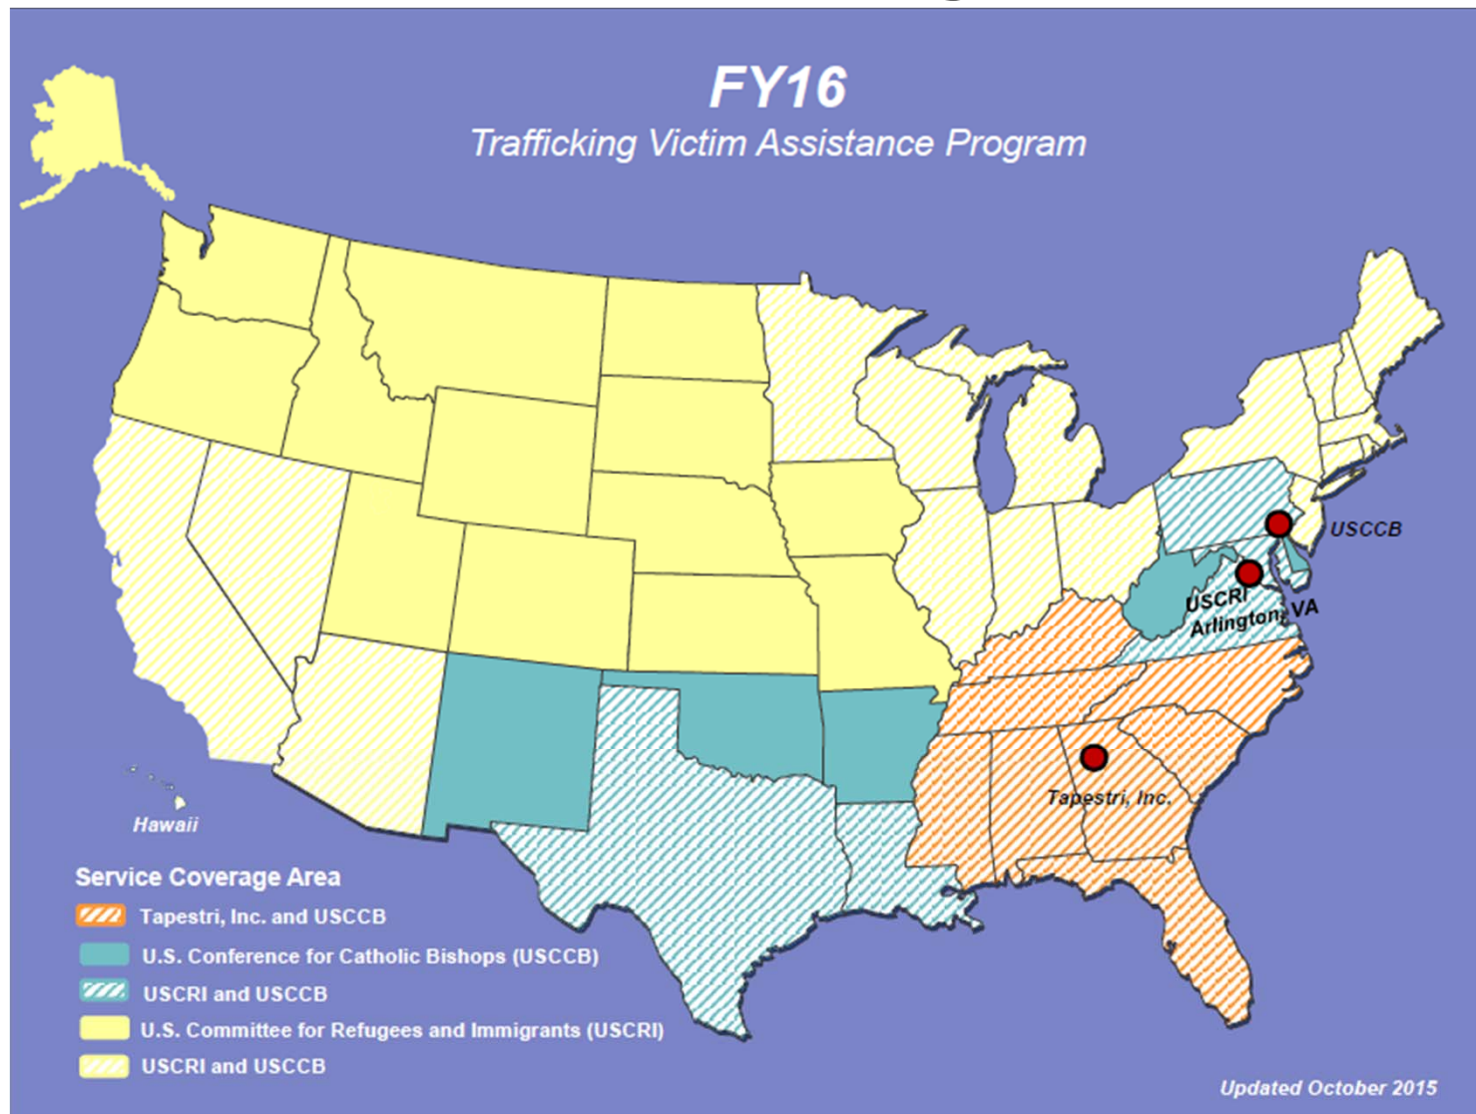 FY16
Trafficking Victim Assistance Program
USCCB
USCRI
Arlington, VA
Tapestri, Inc.
Hawaii
Service Coverage Area
Tapestri, Inc. and USCCB
U.S. Conference for Catholic Bishops (USCCB)
USCRI and USCCB
U.S. Committee for Refugees and Immigrants (USCRI)
USCRI and USCCB
Updated October 2015